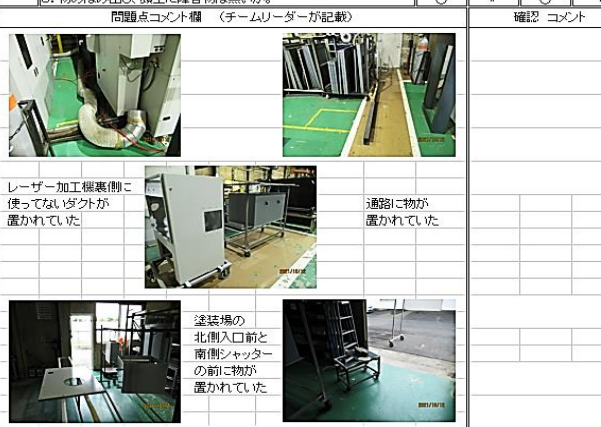 問題点コメント欄 （チームリーダーが記載）
確認 コメント
レーザー加工機裏側に
使ってないダクトが
置かれていた
通路に物が
置かれていた
2021/10/12
塗装場の
北側入口前と
南側シャッター
の前に物が
置かれていた